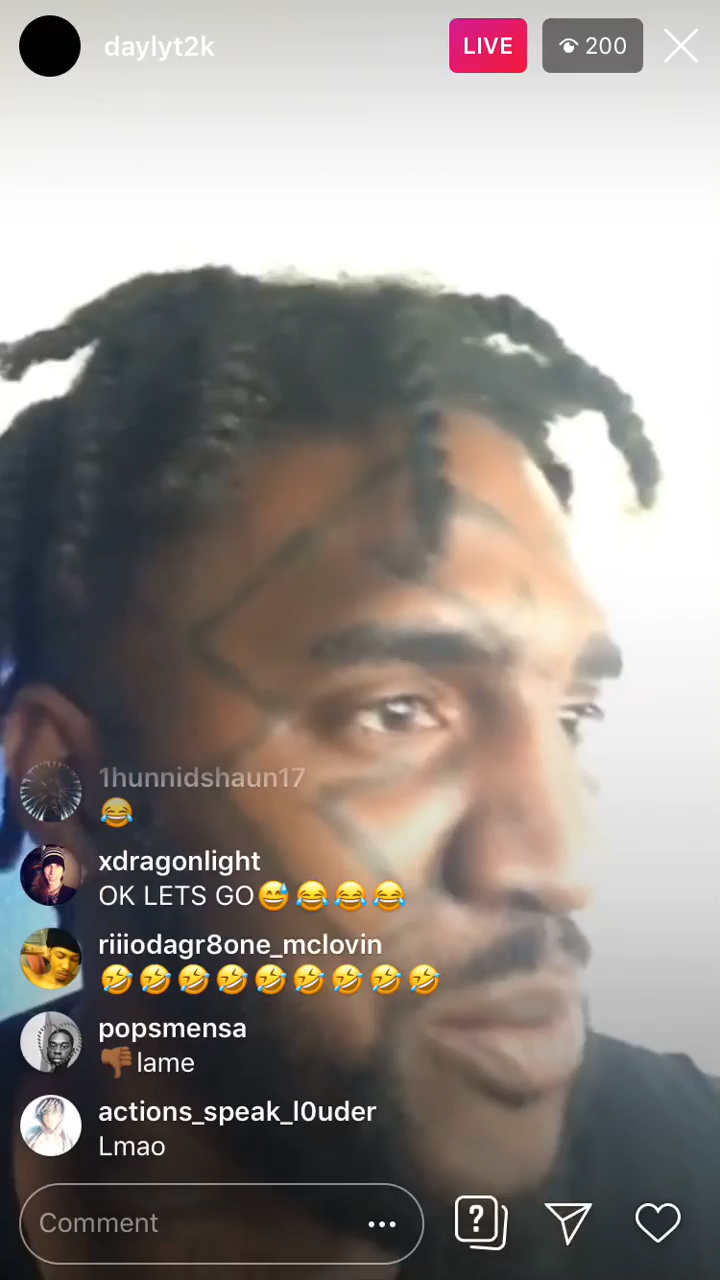 daylyt2k
LIVE
200
1hunnidshaun17
😂
xdragonlight
OK LETS GO😅😂😂😂
riiiodagr8one_mclovin
🤣🤣🤣🤣🤣🤣🤣🤣🤣
popsmensa
👎🏾lame
actions_speak_l0uder
Lmao
Comment